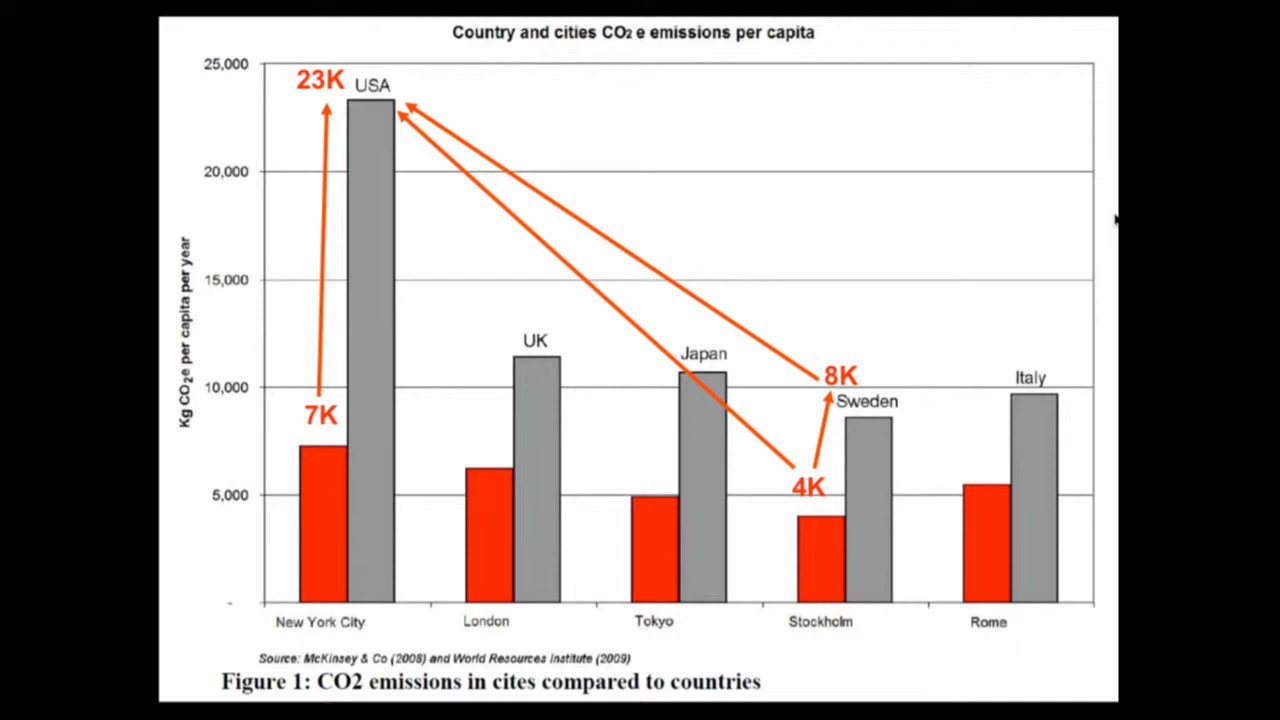 Country and cities CO2 e emissions per capita
25,000
23K
USA
20,000
Kg CO2e per capita per year
15,000
UK
Japan
10,000
8K
Italy
Sweden
7K
5,000
4K
-
New York City
London
Tokyo
Stockholm
Rome
Source: McKinsey & Co (2008) and World Resources Institute (2009)
Figure 1: CO2 emissions in cites compared to countries